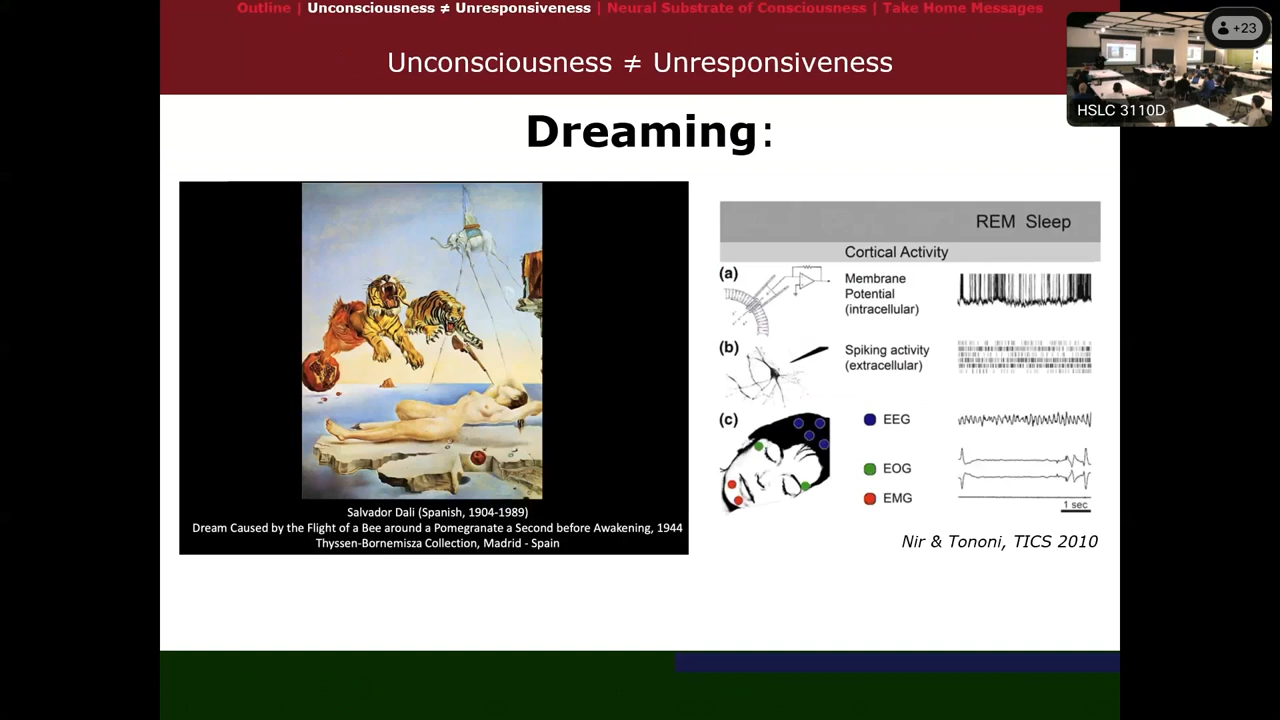 Outline | Unconsciousness ≠ Unresponsiveness | Neural Substrate of Consciousness | Take Home Messages
Unconsciousness ≠ Unresponsiveness
+23
HSLC 3110D
Dreaming:
Salvador Dali (Spanish, 1904-1989)
Dream Caused by the Flight of a Bee around a Pomegranate a Second before Awakening, 1944
Thyssen-Bornemisza Collection, Madrid - Spain
REM Sleep
Cortical Activity
(a)
Membrane
Potential
(intracellular)
(b)
Spiking activity
(extracellular)
(c)
EEG
EOG
EMG
1 sec
Nir & Tononi, TICS 2010